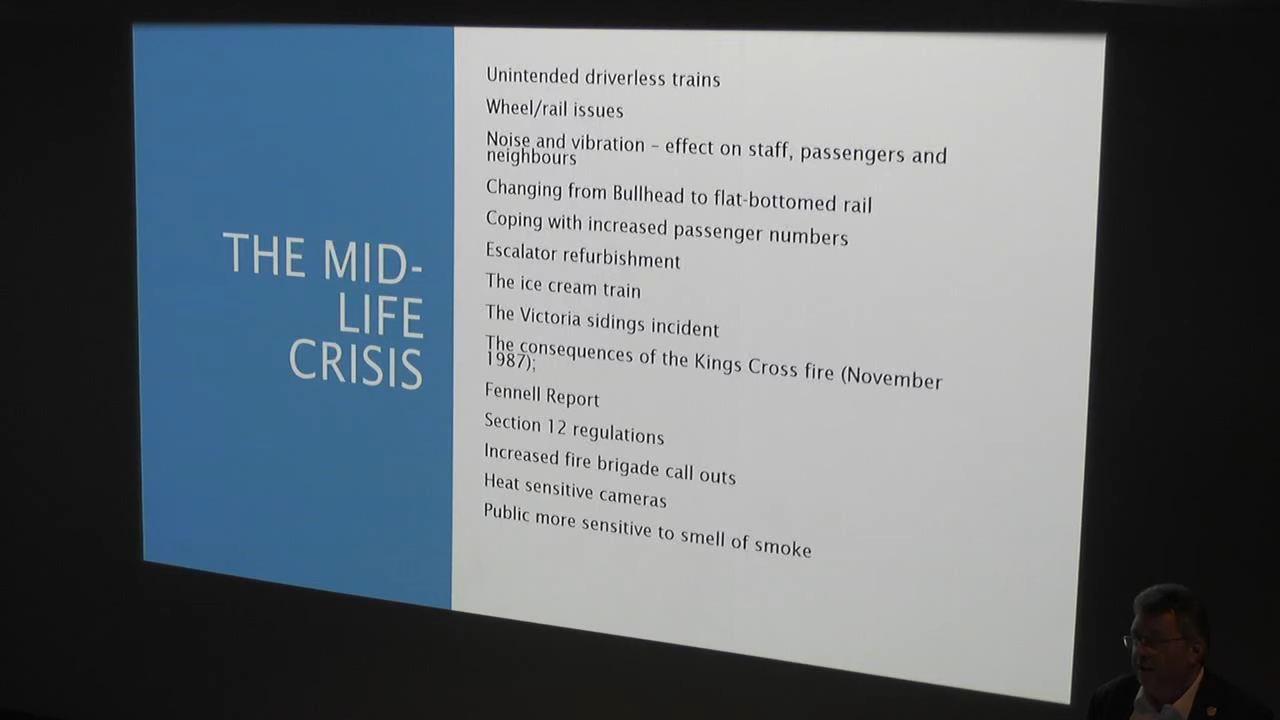 THE MID-
LIFE
CRISIS
Unintended driverless trains
Wheel/rail issues
Noise and vibration – effect on staff, passengers and
neighbours
Changing from Bullhead to flat-bottomed rail
Coping with increased passenger numbers
Escalator refurbishment
The ice cream train
The Victoria sidings incident
The consequences of the Kings Cross fire (November
1987);
Fennell Report
Section 12 regulations
Increased fire brigade call outs
Heat sensitive cameras
Public more sensitive to smell of smoke